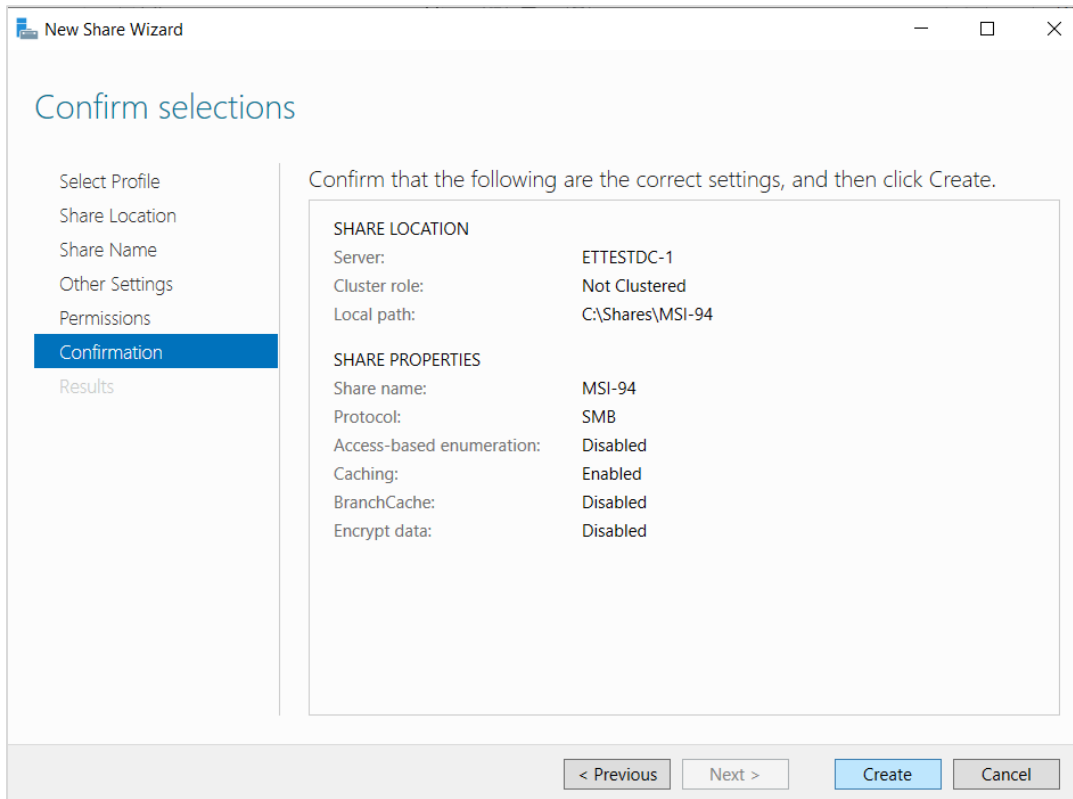 New Share Wizard
Confirm selections
Select Profile
Share Location
Share Name
Other Settings
Permissions
Confirmation
Results
Confirm that the following are the correct settings, and then click Create.
SHARE LOCATION
Server: ETTESTDC-1
Cluster role: Not Clustered
Local path: C:\Shares\MSI-94
SHARE PROPERTIES
Share name: MSI-94
Protocol: SMB
Access-based enumeration: Disabled
Caching: Enabled
BranchCache: Disabled
Encrypt data: Disabled
< Previous Next > Create Cancel